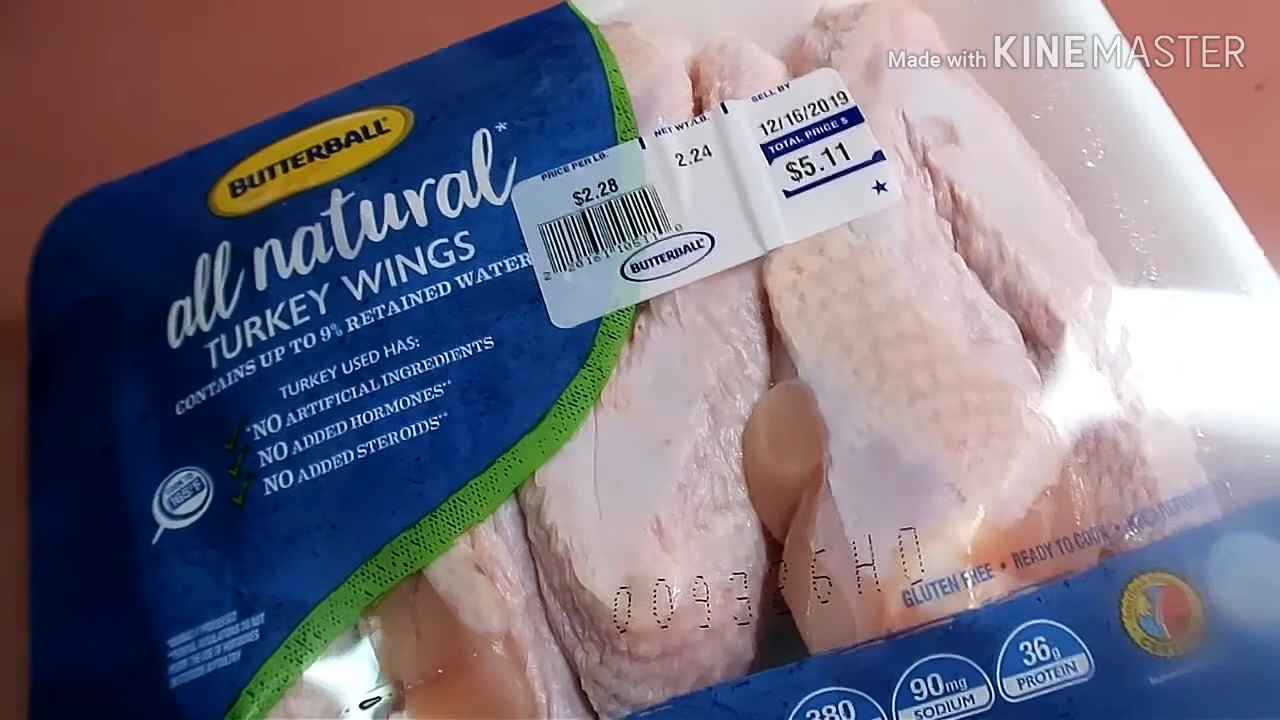 Made with KINEMASTER
BUTTERBALL
all natural*
TURKEY WINGS
CONTAINS UP TO 9% RETAINED WATER
TURKEY USED HAS:
*NO ARTIFICIAL INGREDIENTS
NO ADDED HORMONES**
NO ADDED STEROIDS**
165°F
PRICE PER LB.
$2.28
NET WT/LB.
2.24
SELL BY
12/16/2019
TOTAL PRICE $
$5.11
BUTTERBALL
GLUTEN FREE • READY TO COOK •
380
90mg
SODIUM
36g
PROTEIN